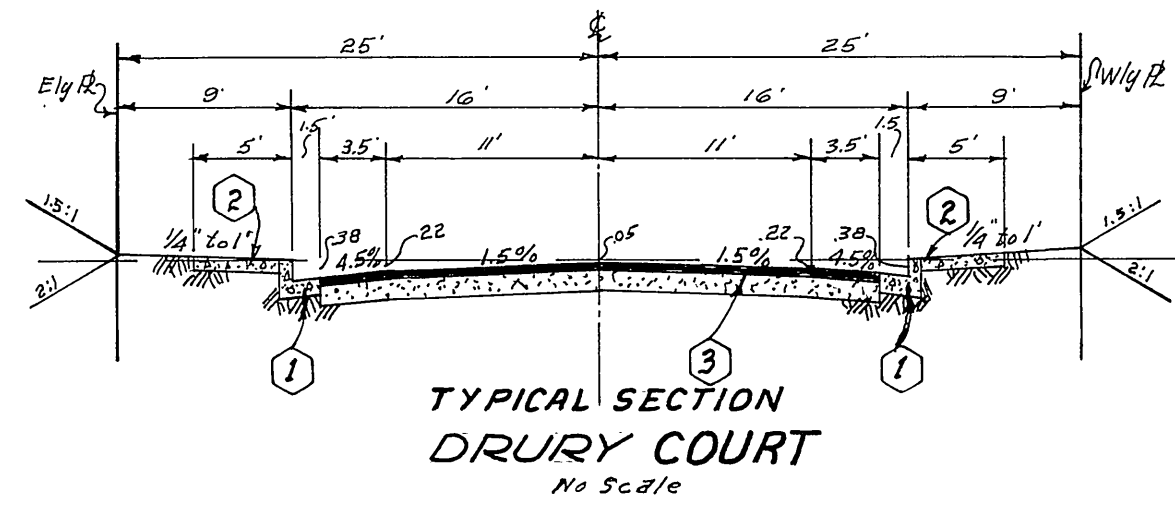 ℄
25' 25'
E'ly ⅊ W'ly ⅊
9' 16' 16' 9'
1.5' 1.5
5' 3.5' 11' 11' 3.5' 5'
2 2
1.5:1 1.5:1
1/4" to 1' .38 .22 .05 .22 .38 1/4" to 1'
4.5% 1.5% 1.5% 4.5%
2:1 2:1
1 3 1
TYPICAL SECTION
DRURY COURT
No Scale